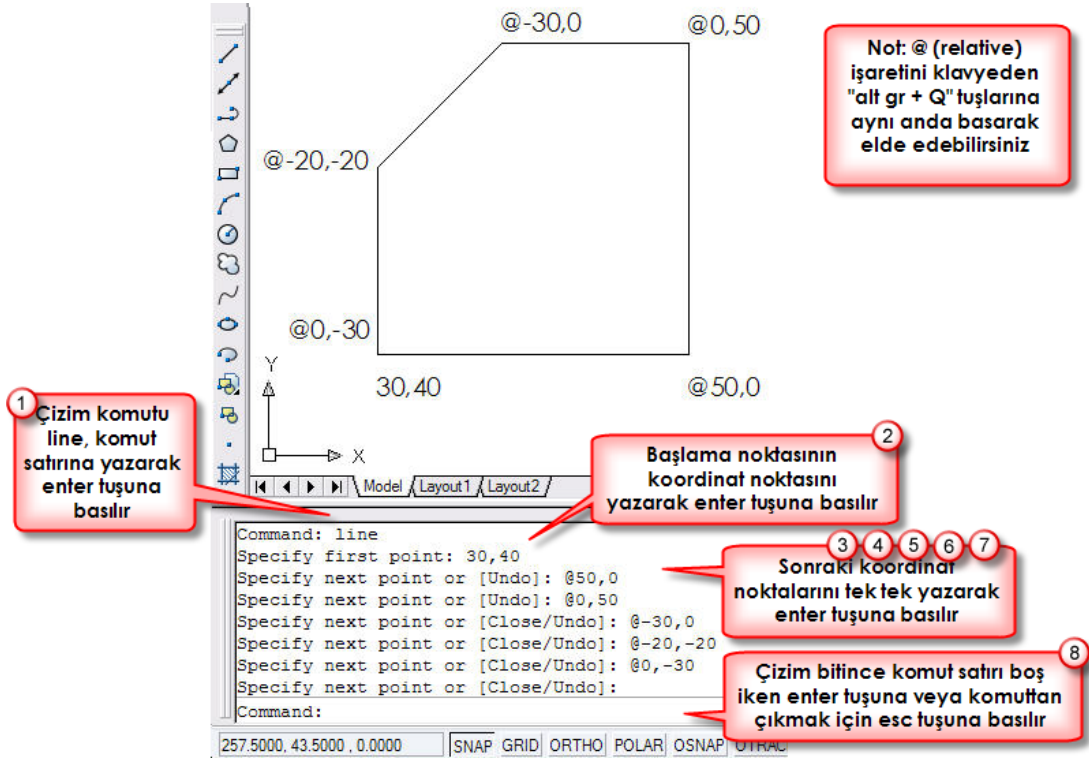 @-30,0
@0,50
Not: @ (relative)
işaretini klavyeden
"alt gr + Q" tuşlarına
aynı anda basarak
elde edebilirsiniz
@-20,-20
@0,-30
Y
30,40
@50,0
X
1
Çizim komutu
line, komut
satırına yazarak
enter tuşuna
basılır
2
Başlama noktasının
koordinat noktasını
yazarak enter tuşuna basılır
Model Layout1 Layout2
Command: line
Specify first point: 30,40
Specify next point or [Undo]: @50,0
Specify next point or [Undo]: @0,50
Specify next point or [Close/Undo]: @-30,0
Specify next point or [Close/Undo]: @-20,-20
Specify next point or [Close/Undo]: @0,-30
Specify next point or [Close/Undo]:
Command:
3 4 5 6 7
Sonraki koordinat
noktalarını tek tek yazarak
enter tuşuna basılır
8
Çizim bitince komut satırı boş
iken enter tuşuna veya komuttan
çıkmak için esc tuşuna basılır
257.5000, 43.5000 , 0.0000 SNAP GRID ORTHO POLAR OSNAP OTRAC